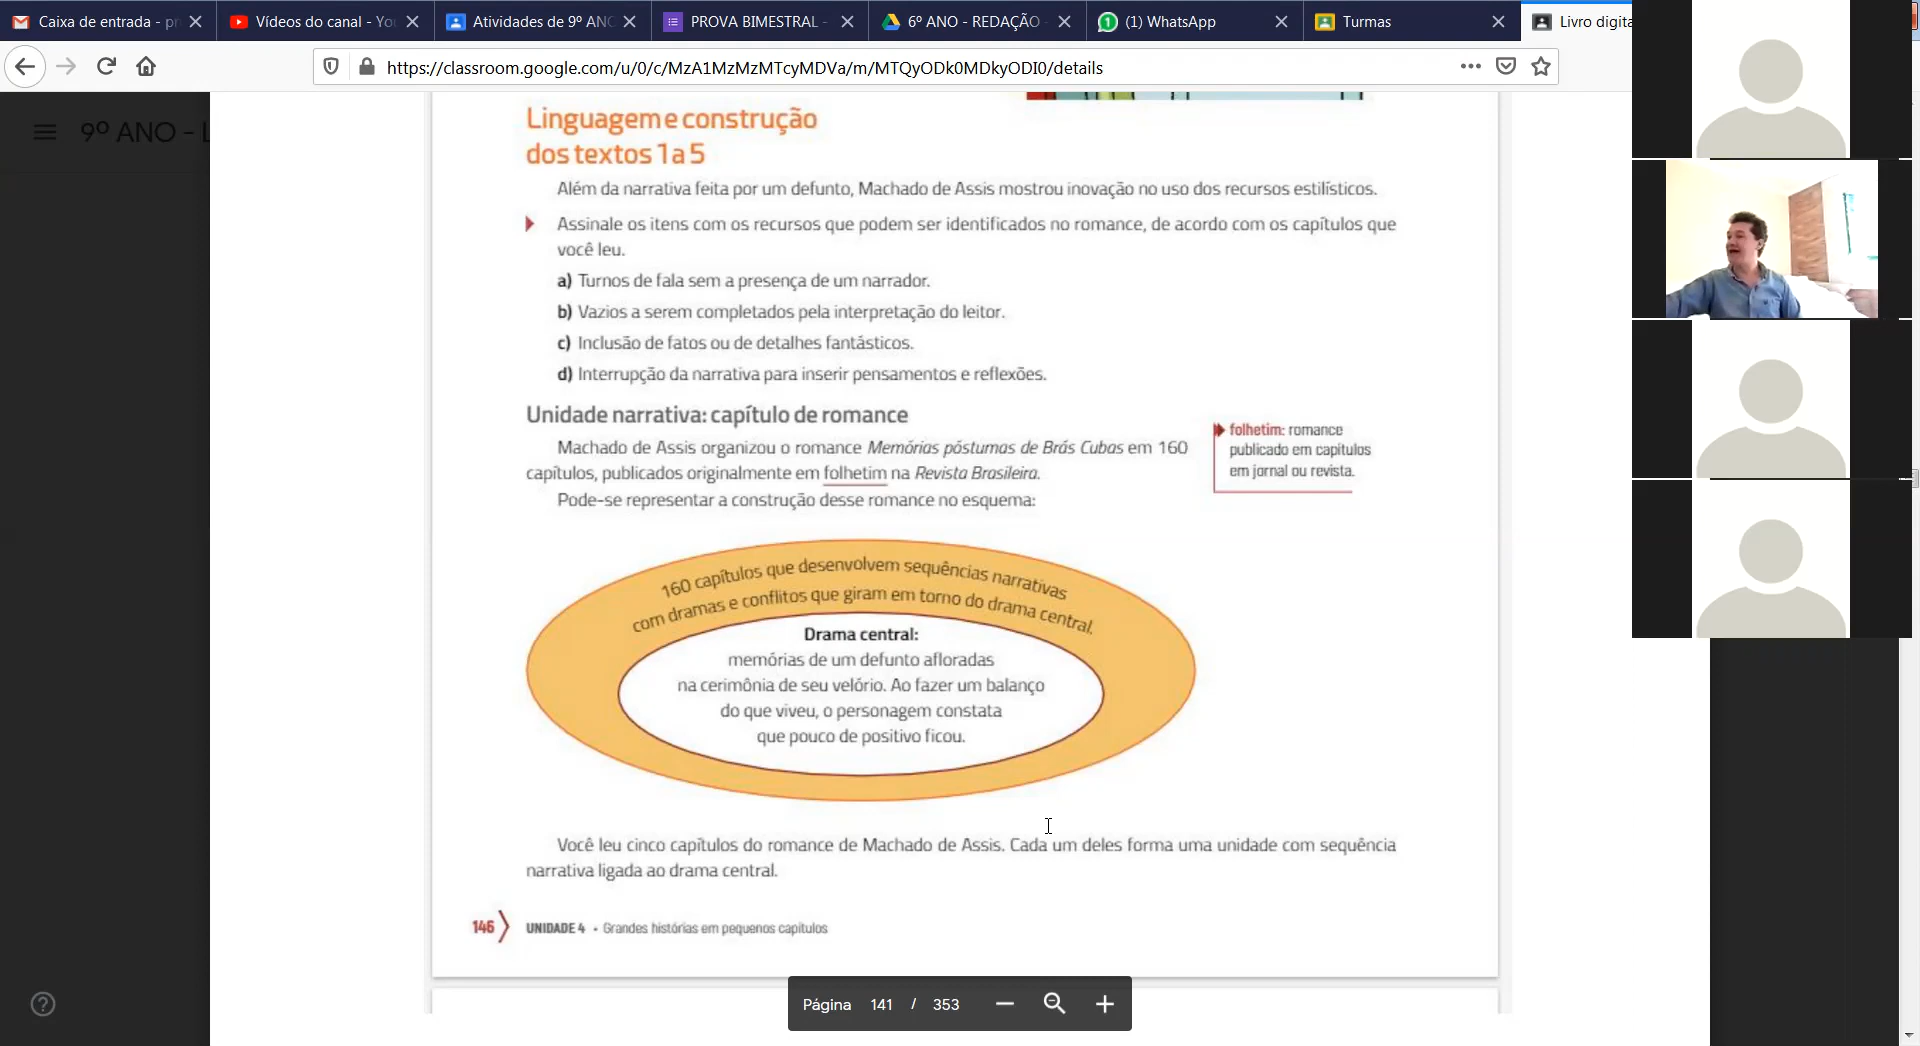 Caixa de entrada - pr
Vídeos do canal - You
Atividades de 9º ANO
PROVA BIMESTRAL -
6º ANO - REDAÇÃO
(1) WhatsApp
Turmas
Livro digita
https://classroom.google.com/u/0/c/MzA1MzMzMTcyMDVa/m/MTQyODk0MDkyODI0/details
9º ANO - L
Linguagem e construção
dos textos 1 a 5
Além da narrativa feita por um defunto, Machado de Assis mostrou inovação no uso dos recursos estilísticos.
Assinale os itens com os recursos que podem ser identificados no romance, de acordo com os capítulos que
você leu.
a) Turnos de fala sem a presença de um narrador.
b) Vazios a serem completados pela interpretação do leitor.
c) Inclusão de fatos ou de detalhes fantásticos.
d) Interrupção da narrativa para inserir pensamentos e reflexões.
Unidade narrativa: capítulo de romance
Machado de Assis organizou o romance Memórias póstumas de Brás Cubas em 160
capítulos, publicados originalmente em folhetim na Revista Brasileira.
Pode-se representar a construção desse romance no esquema:
folhetim: romance
publicado em capítulos
em jornal ou revista.
160 capítulos que desenvolvem sequências narrativas
com dramas e conflitos que giram em torno do drama central.
Drama central:
memórias de um defunto afloradas
na cerimônia de seu velório. Ao fazer um balanço
do que viveu, o personagem constata
que pouco de positivo ficou.
Você leu cinco capítulos do romance de Machado de Assis. Cada um deles forma uma unidade com sequência
narrativa ligada ao drama central.
146 UNIDADE 4 • Grandes histórias em pequenos capítulos
Página 141 / 353